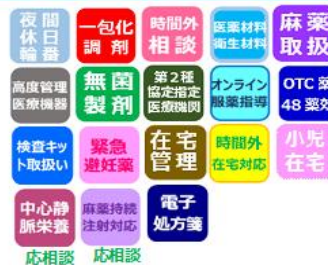 夜間
休日
輪番
一包化
調剤
時間外
相談
医薬材料
衛生材料
麻薬
取扱
高度管理
医療機器
無菌
製剤
第2種
協定指定
医療機関
オンライン
服薬指導
OTC 薬
48 薬効
検査キッ
ト取扱い
緊急
避妊薬
在宅
管理
時間外
在宅対応
小児
在宅
中心静
脈栄養
麻薬持続
注射対応
電子
処方箋
応相談
応相談